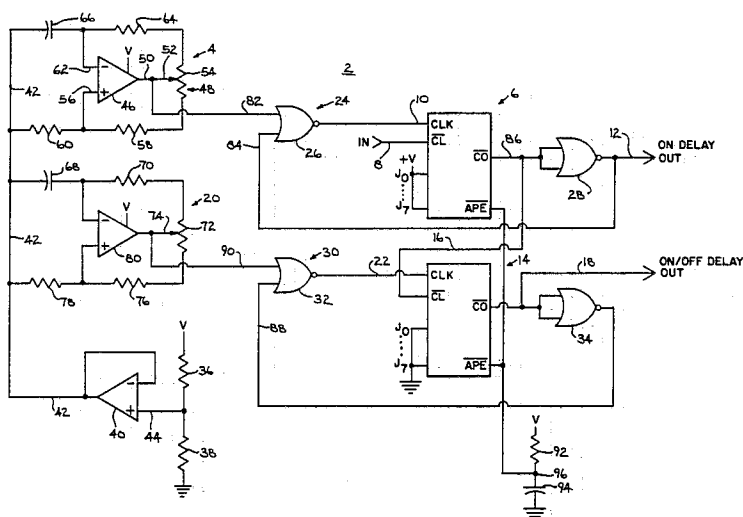 66 64 4
V
50 52
54
62
48
42 56 46
60 58
2
82 24
84
26
10
6
CLK
IN 8 CL
+V
J0
J7
CO 86
APE
28
12 ON DELAY
OUT
68 70
20
V 74 72
42
80
78 76
90 30
32
88
22
16
14
CLK
CL
J0
J7
CO
APE
18 ON/OFF DELAY
OUT
34
V
36
42 40 44
38
V
92
96
94